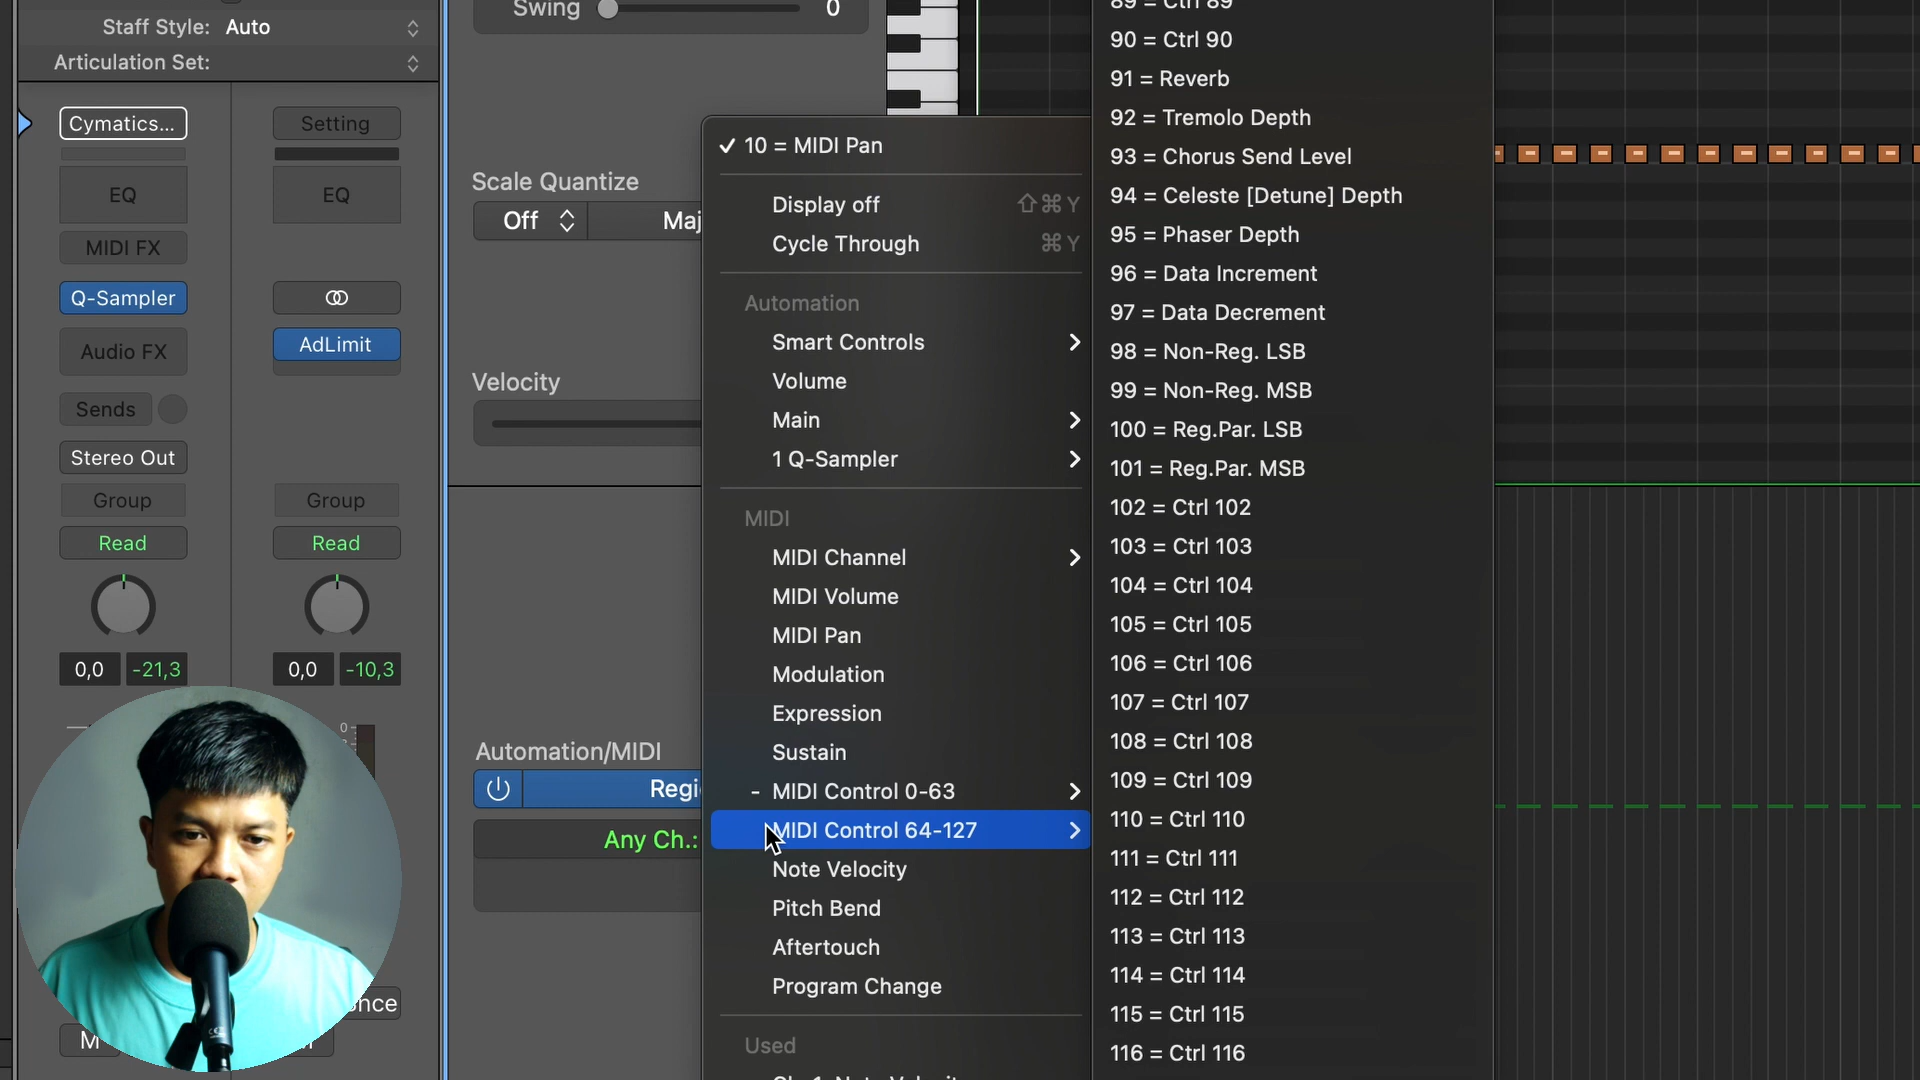 Staff Style: Auto
Articulation Set:
Cymatics...
Setting
EQ
EQ
MIDI FX
Q-Sampler
Audio FX
AdLimit
Sends
Stereo Out
Group
Group
Read
Read
0,0
-21,3
0,0
-10,3
0
M
Swing
0
Scale Quantize
Off
Maj
Velocity
Automation/MIDI
Regi
Any Ch.:
✓ 10 = MIDI Pan
Display off ⇧⌘Y
Cycle Through ⌘Y
Automation
Smart Controls
Volume
Main
1 Q-Sampler
MIDI
MIDI Channel
MIDI Volume
MIDI Pan
Modulation
Expression
Sustain
- MIDI Control 0-63
MIDI Control 64-127
Note Velocity
Pitch Bend
Aftertouch
Program Change
Used
89 = Ctrl 89
90 = Ctrl 90
91 = Reverb
92 = Tremolo Depth
93 = Chorus Send Level
94 = Celeste [Detune] Depth
95 = Phaser Depth
96 = Data Increment
97 = Data Decrement
98 = Non-Reg. LSB
99 = Non-Reg. MSB
100 = Reg.Par. LSB
101 = Reg.Par. MSB
102 = Ctrl 102
103 = Ctrl 103
104 = Ctrl 104
105 = Ctrl 105
106 = Ctrl 106
107 = Ctrl 107
108 = Ctrl 108
109 = Ctrl 109
110 = Ctrl 110
111 = Ctrl 111
112 = Ctrl 112
113 = Ctrl 113
114 = Ctrl 114
115 = Ctrl 115
116 = Ctrl 116